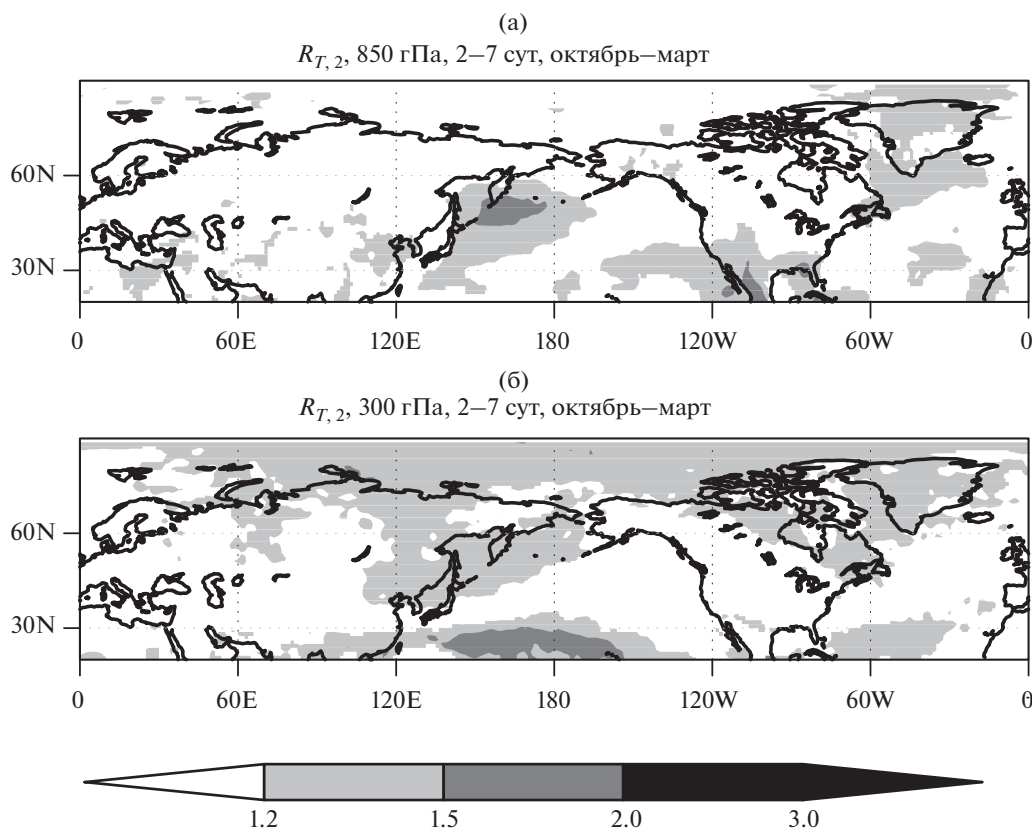 (а)
R_T, 2, 850 гПа, 2–7 сут, октябрь–март
60N
30N
0 60E 120E 180 120W 60W 0
(б)
R_T, 2, 300 гПа, 2–7 сут, октябрь–март
60N
30N
0 60E 120E 180 120W 60W 0
1.2 1.5 2.0 3.0